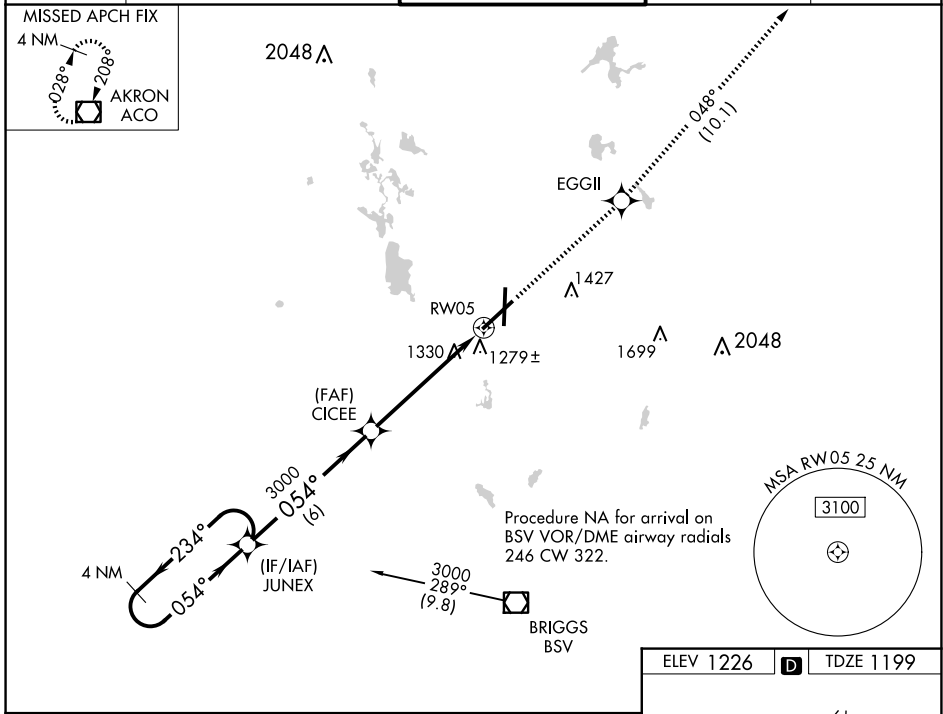 MISSED APCH FIX
4 NM
028°
208°
AKRON
ACO
2048
048°
(10.1)
EGGII
1427
RW05
1330
1279±
1699
2048
(FAF)
CICEE
3000
054°
(6)
MSA RW05 25 NM
3100
234°
4 NM
054°
(IF/IAF)
JUNEX
Procedure NA for arrival on
BSV VOR/DME airway radials
246 CW 322.
3000
289°
(9.8)
BRIGGS
BSV
ELEV 1226 D TDZE 1199